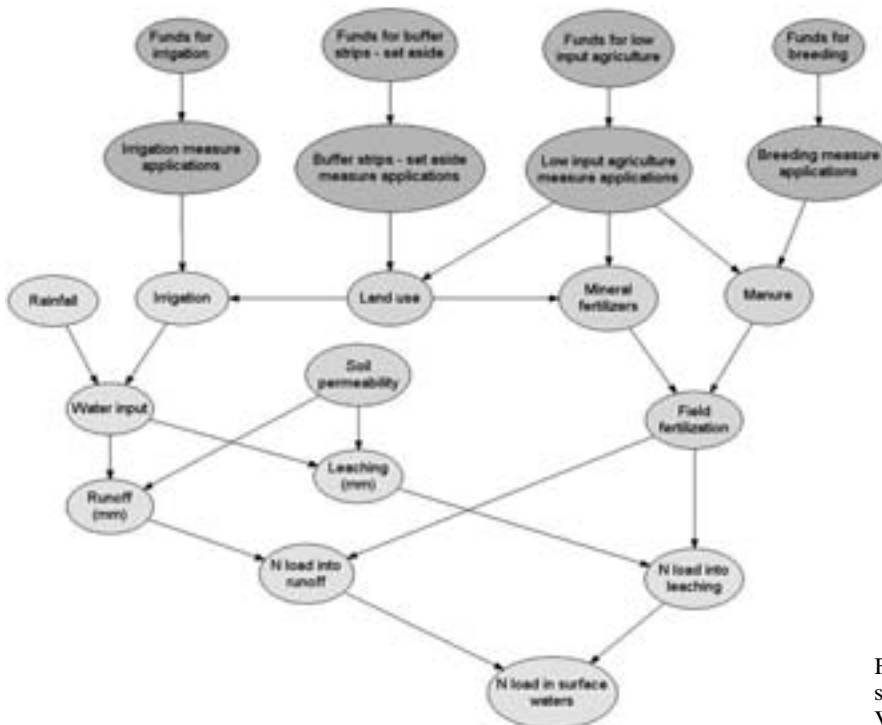 Funds for
irrigation
Funds for buffer
strips - set aside
Funds for low
input agriculture
Funds for
breeding
Irrigation measure
applications
Buffer strips - set aside
measure applications
Low input agriculture
measure applications
Breeding measure
applications
Rainfall
Irrigation
Land use
Mineral
fertilizers
Manure
Soil
permeability
Water input
Field
fertilization
Runoff
(mm)
Leaching
(mm)
N load into
runoff
N load into
leaching
N load in surface
waters